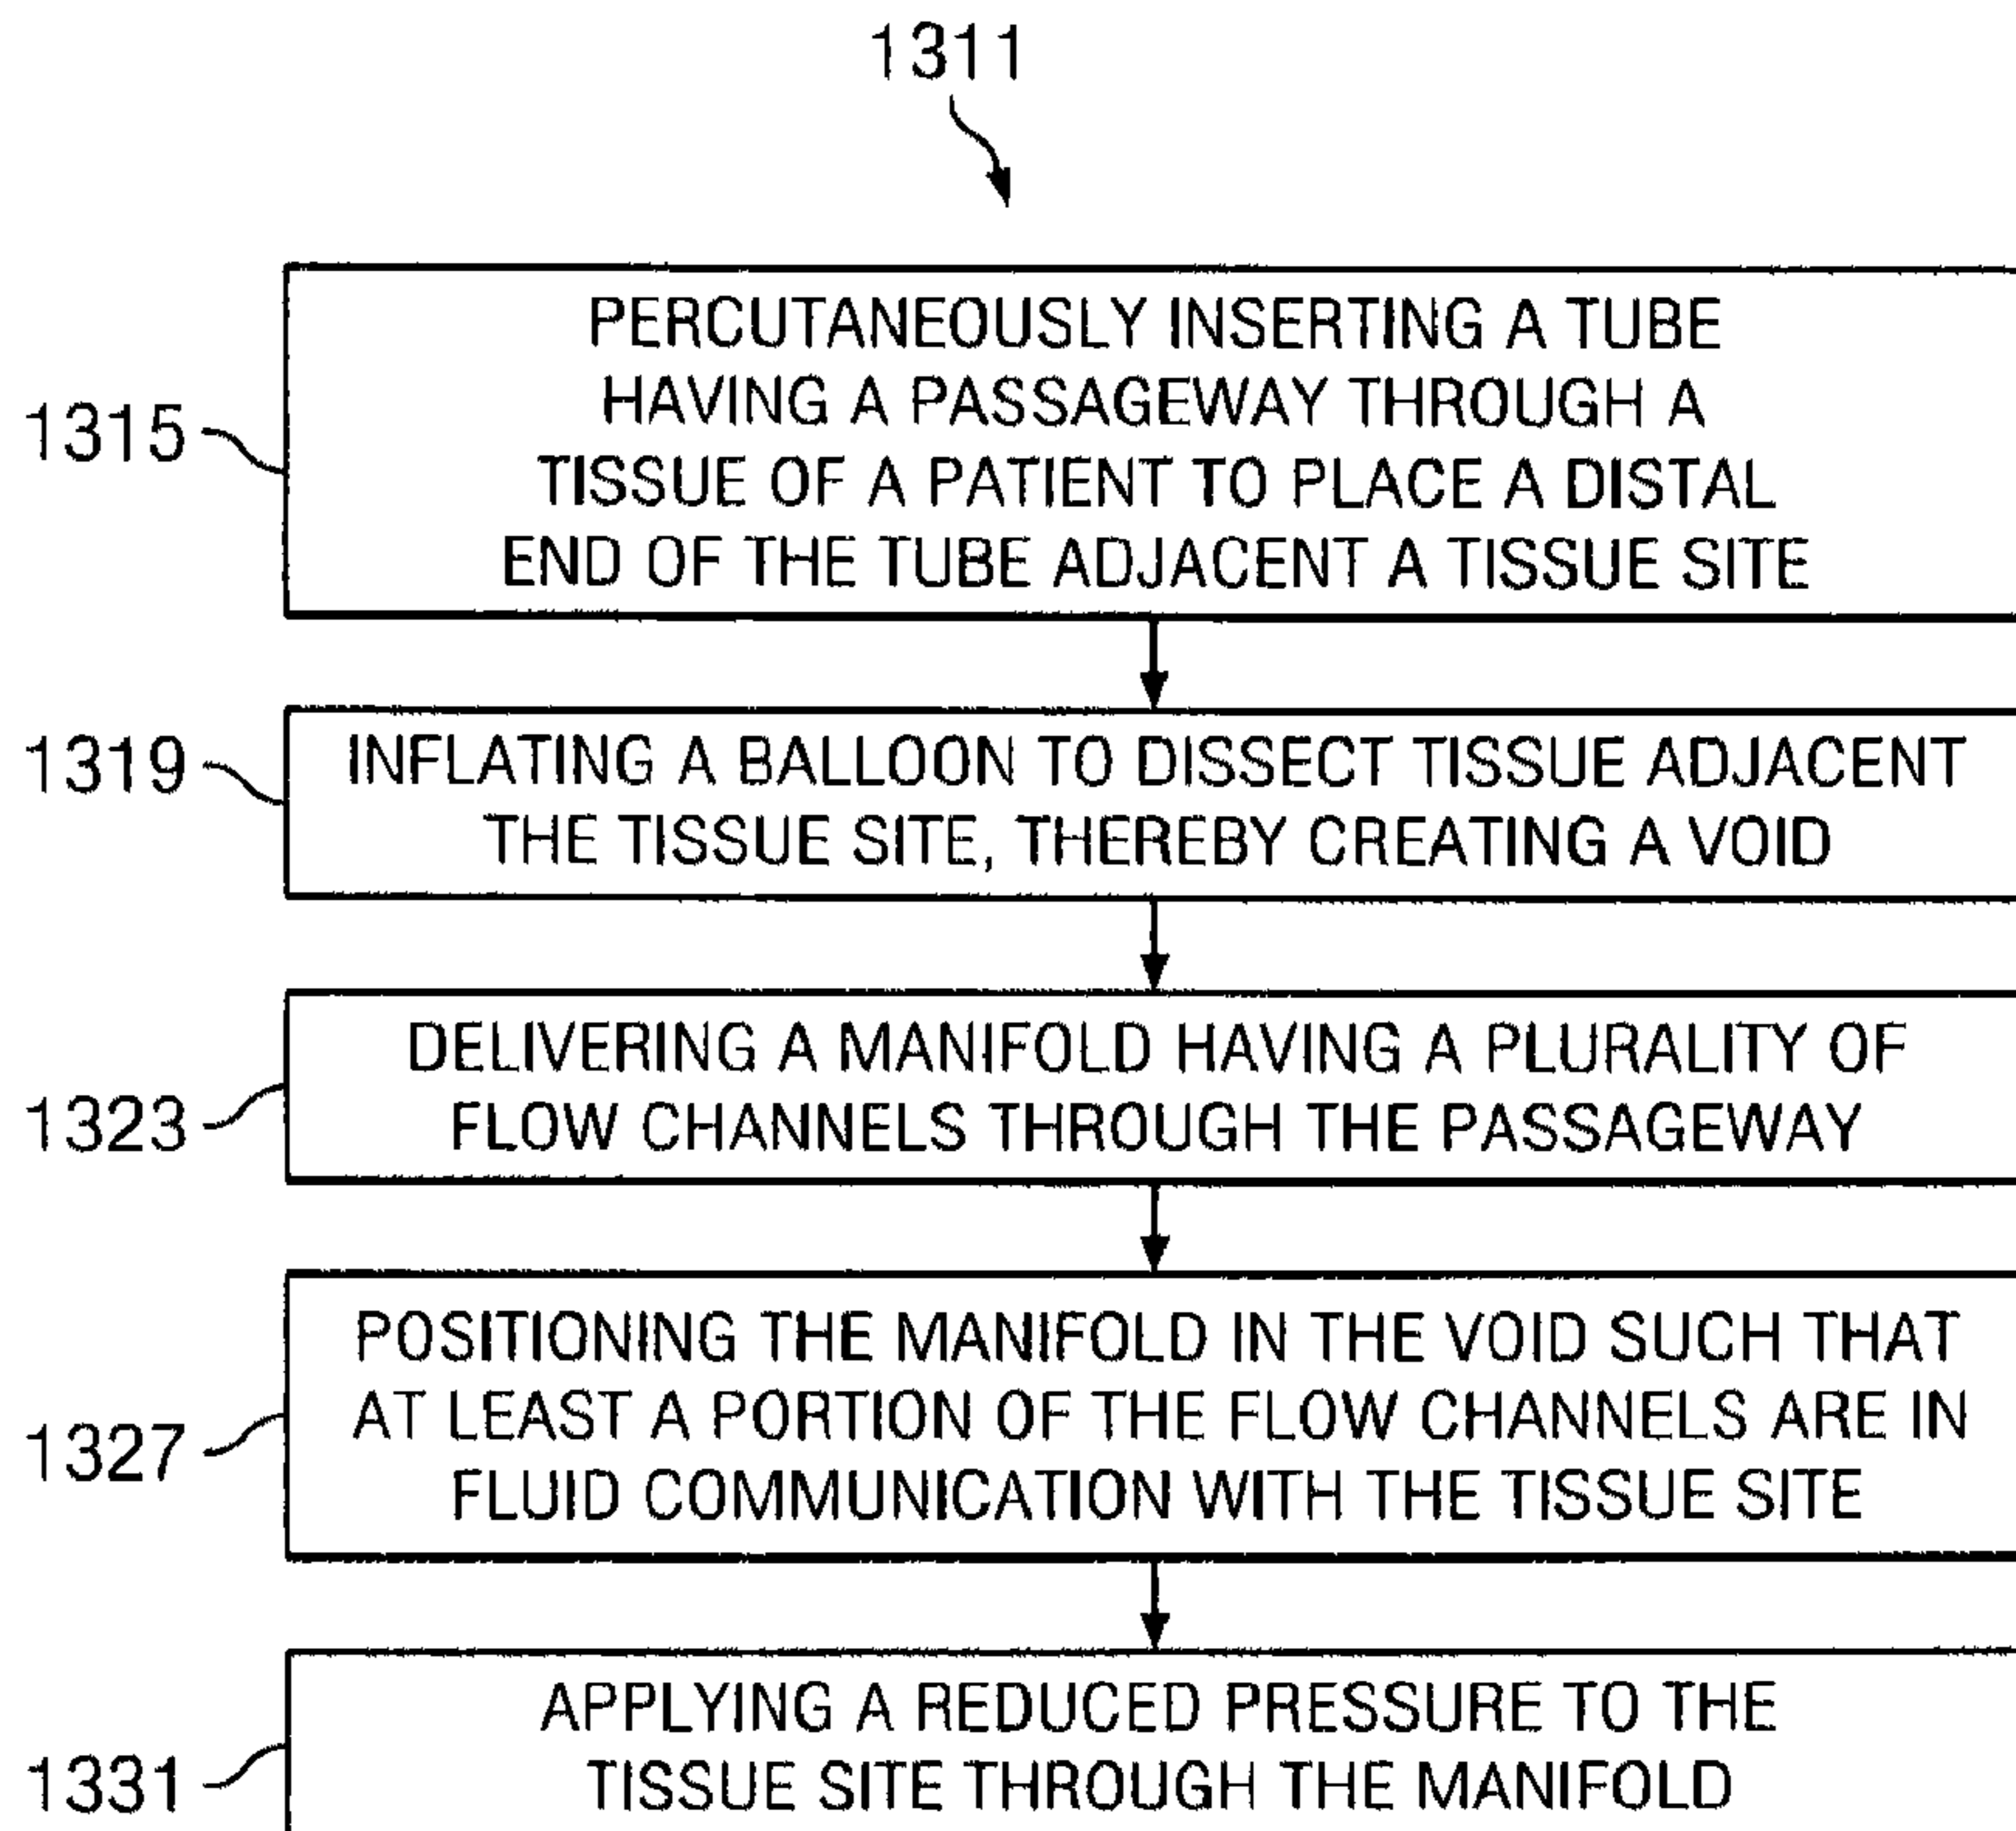 1311
1315
PERCUTANEOUSLY INSERTING A TUBE
HAVING A PASSAGEWAY THROUGH A
TISSUE OF A PATIENT TO PLACE A DISTAL
END OF THE TUBE ADJACENT A TISSUE SITE
1319
INFLATING A BALLOON TO DISSECT TISSUE ADJACENT
THE TISSUE SITE, THEREBY CREATING A VOID
1323
DELIVERING A MANIFOLD HAVING A PLURALITY OF
FLOW CHANNELS THROUGH THE PASSAGEWAY
1327
POSITIONING THE MANIFOLD IN THE VOID SUCH THAT
AT LEAST A PORTION OF THE FLOW CHANNELS ARE IN
FLUID COMMUNICATION WITH THE TISSUE SITE
1331
APPLYING A REDUCED PRESSURE TO THE
TISSUE SITE THROUGH THE MANIFOLD